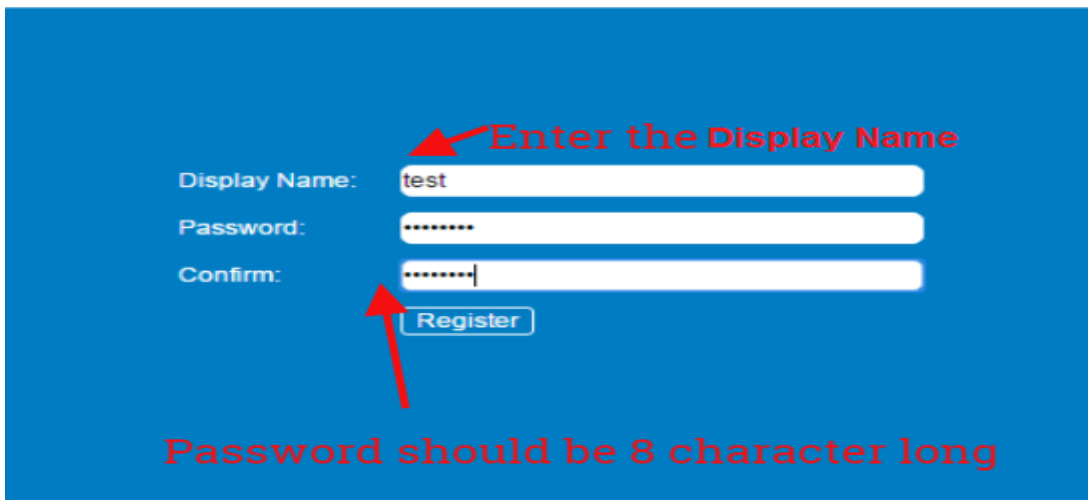 Enter the Display Name
Display Name: test
Password: ••••••••
Confirm: ••••••••
Register
Password should be 8 character long